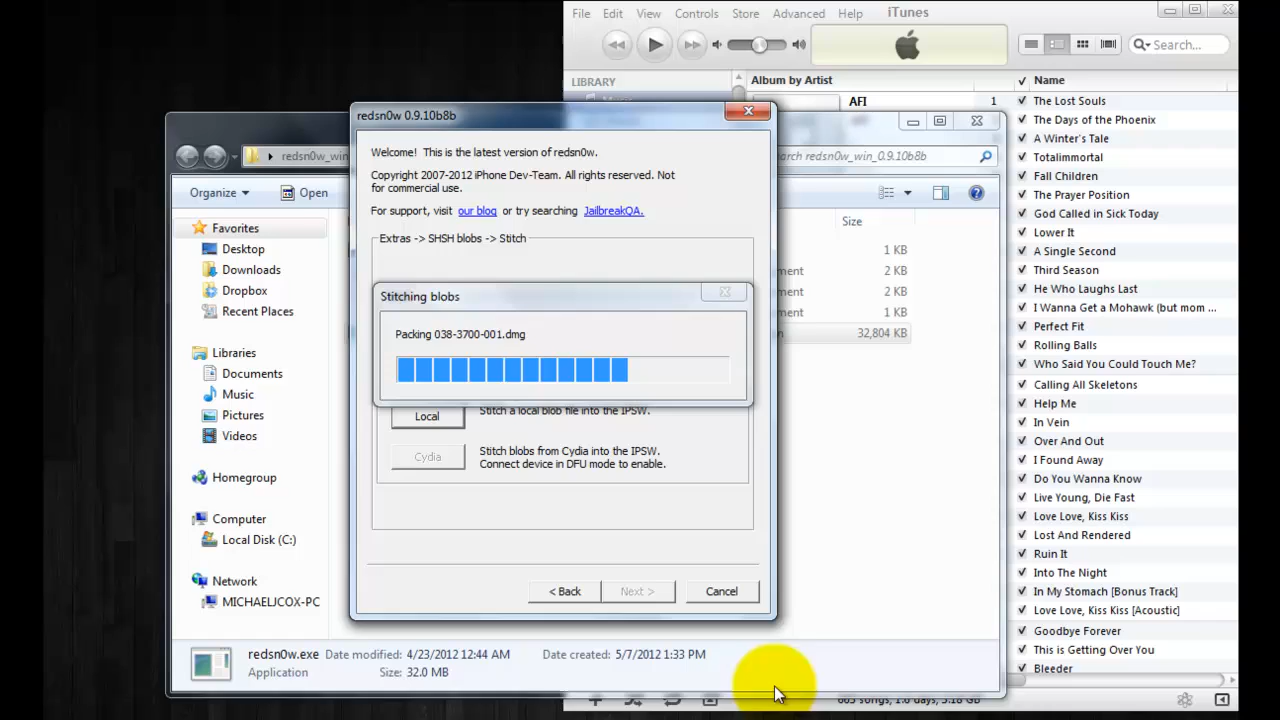 File Edit View Controls Store Advanced Help iTunes
Search...
LIBRARY
Album by Artist
Name
AFI 1
The Lost Souls
The Days of the Phoenix
A Winter's Tale
Totalimmortal
Fall Children
The Prayer Position
God Called in Sick Today
Lower It
A Single Second
Third Season
He Who Laughs Last
I Wanna Get a Mohawk (but mom ...
Perfect Fit
Rolling Balls
Who Said You Could Touch Me?
Calling All Skeletons
Help Me
In Vein
Over And Out
I Found Away
Do You Wanna Know
Live Young, Die Fast
Love Love, Kiss Kiss
Lost And Rendered
Ruin It
Into The Night
In My Stomach [Bonus Track]
Love Love, Kiss Kiss [Acoustic]
Goodbye Forever
This is Getting Over You
Bleeder
redsn0w_win
arch redsn0w_win_0.9.10b8b
Organize Open
Favorites
Desktop
Downloads
Dropbox
Recent Places
Libraries
Documents
Music
Pictures
Videos
Homegroup
Computer
Local Disk (C:)
Network
MICHAELJCOX-PC
Size
1 KB
ment 2 KB
ment 2 KB
ment 1 KB
n 32,804 KB
redsn0w 0.9.10b8b
Welcome! This is the latest version of redsn0w.
Copyright 2007-2012 iPhone Dev-Team. All rights reserved. Not
for commercial use.
For support, visit our blog or try searching JailbreakQA.
Extras -> SHSH blobs -> Stitch
Stitching blobs
Packing 038-3700-001.dmg
Local
Stitch a local blob file into the IPSW.
Cydia
Stitch blobs from Cydia into the IPSW.
Connect device in DFU mode to enable.
< Back Next > Cancel
redsn0w.exe Date modified: 4/23/2012 12:44 AM Date created: 5/7/2012 1:33 PM
Application Size: 32.0 MB
songs, 1.6 days, 5.18 GB